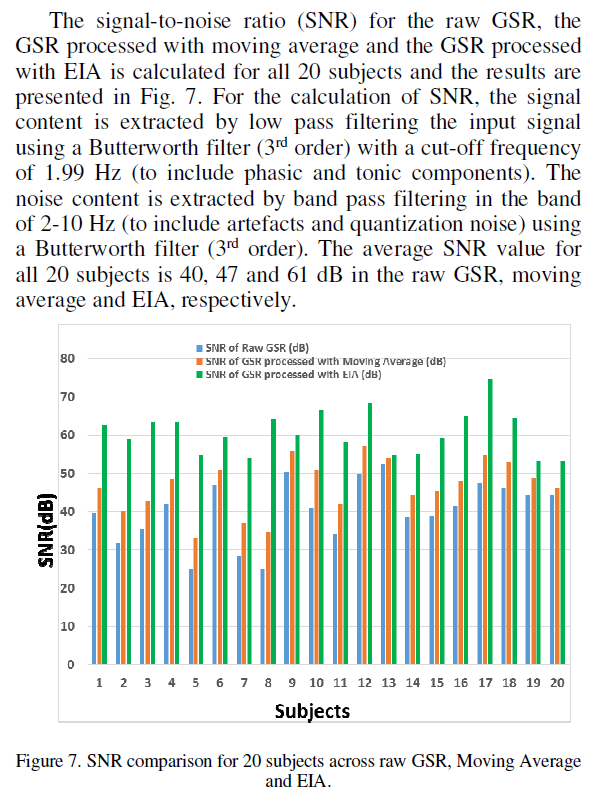 The signal-to-noise ratio (SNR) for the raw GSR, the
GSR processed with moving average and the GSR processed
with EIA is calculated for all 20 subjects and the results are
presented in Fig. 7. For the calculation of SNR, the signal
content is extracted by low pass filtering the input signal
using a Butterworth filter (3rd order) with a cut-off frequency
of 1.99 Hz (to include phasic and tonic components). The
noise content is extracted by band pass filtering in the band
of 2-10 Hz (to include artefacts and quantization noise) using
a Butterworth filter (3rd order). The average SNR value for
all 20 subjects is 40, 47 and 61 dB in the raw GSR, moving
average and EIA, respectively.
SNR of Raw GSR (dB)
SNR of GSR processed with Moving Average (dB)
SNR of GSR processed with EIA (dB)
80
70
60
50
40
30
20
10
0
SNR(dB)
1 2 3 4 5 6 7 8 9 10 11 12 13 14 15 16 17 18 19 20
Subjects
Figure 7. SNR comparison for 20 subjects across raw GSR, Moving Average
and EIA.